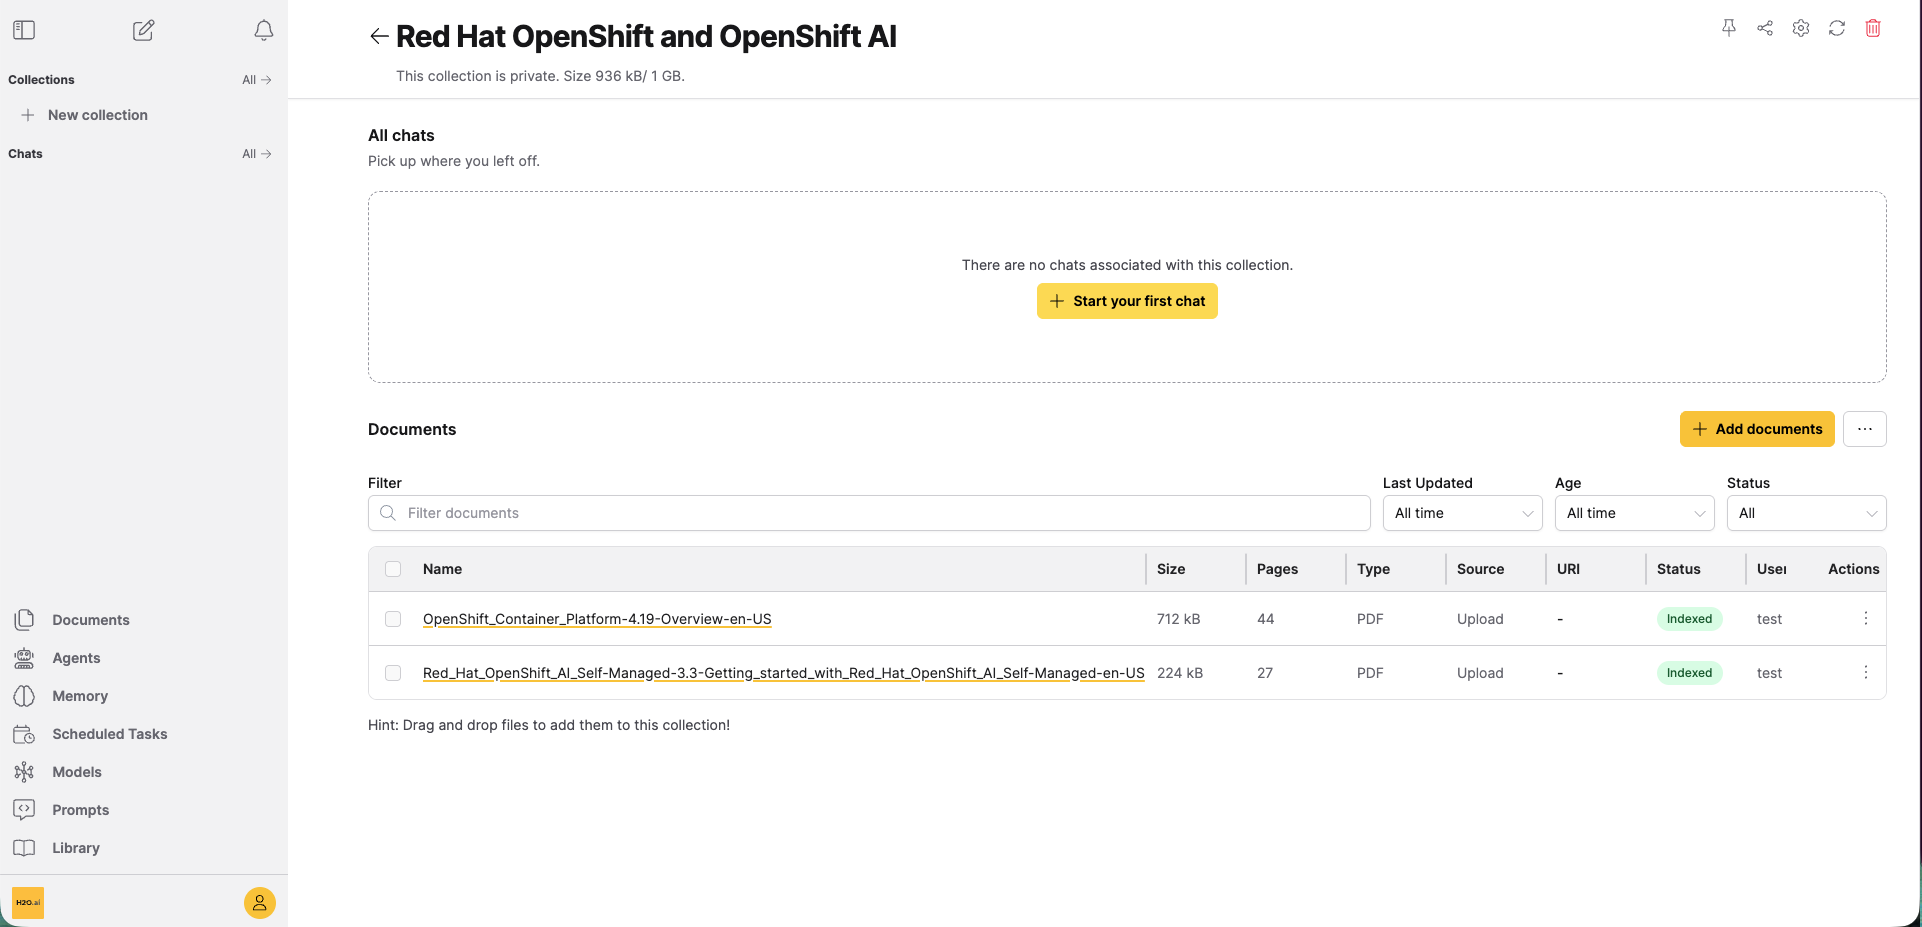 Red Hat OpenShift and OpenShift AI
This collection is private. Size 936 kB/ 1 GB.
Collections
All
New collection
Chats
All
All chats
Pick up where you left off.
There are no chats associated with this collection.
Start your first chat
Documents
Add documents
Filter
Last Updated
Age
Status
Filter documents
All time
All time
All
Name
Size
Pages
Type
Source
URI
Status
User
Actions
OpenShift_Container_Platform-4.19-Overview-en-US
712 kB
44
PDF
Upload
-
Indexed
test
Red_Hat_OpenShift_AI_Self-Managed-3.3-Getting_started_with_Red_Hat_OpenShift_AI_Self-Managed-en-US
224 kB
27
PDF
Upload
-
Indexed
test
Hint: Drag and drop files to add them to this collection!
Documents
Agents
Memory
Scheduled Tasks
Models
Prompts
Library
H2O.ai